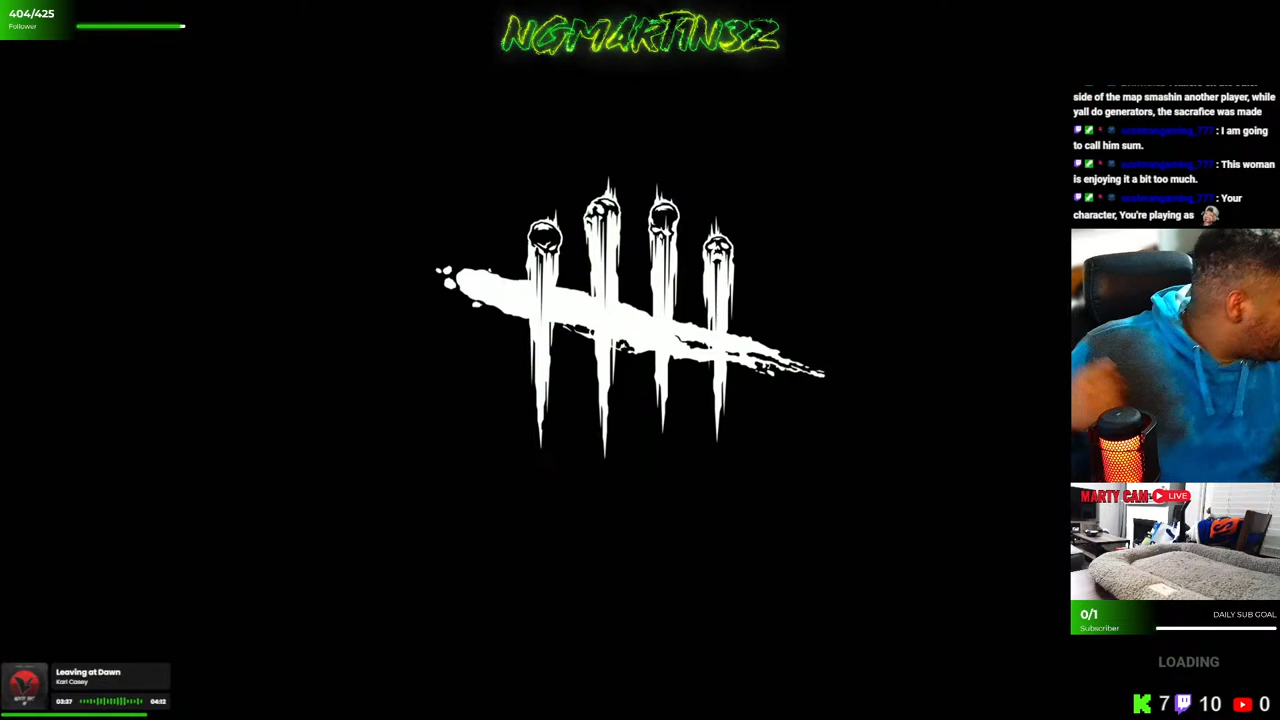 404/425
Follower
NGMART1N3Z
side of the map smashin another player, while
yall do generators, the sacrafice was made
: I am going
to call him sum.
: This woman
is enjoying it a bit too much.
: Your
character, You're playing as
MARTY CAM
LIVE
0/1
DAILY SUB GOAL
Subscriber
Leaving at Dawn
Karl Casey
03:37
04:12
LOADING
7
10
0